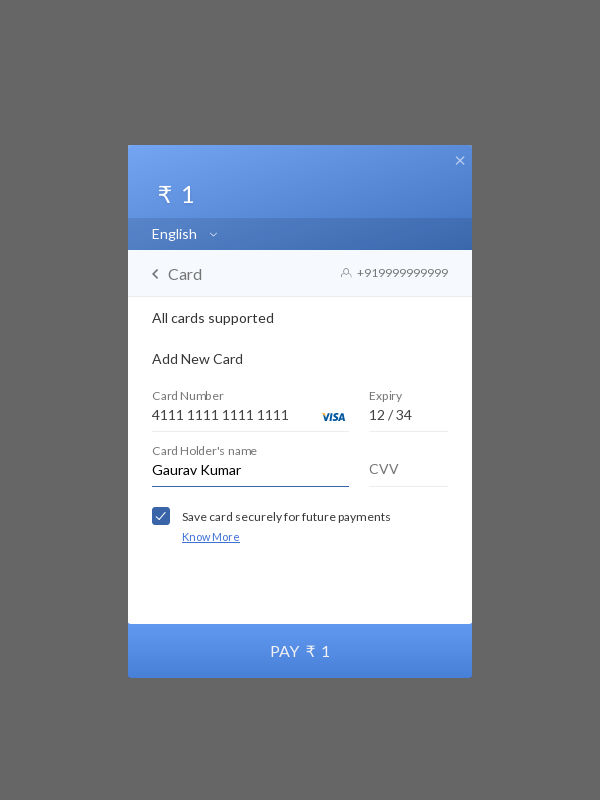 ₹ 1
English
Card
+919999999999
All cards supported
Add New Card
Card Number
Expiry
4111 1111 1111 1111
VISA
12 / 34
Card Holder's name
Gaurav Kumar
CVV
Save card securely for future payments
Know More
PAY ₹ 1